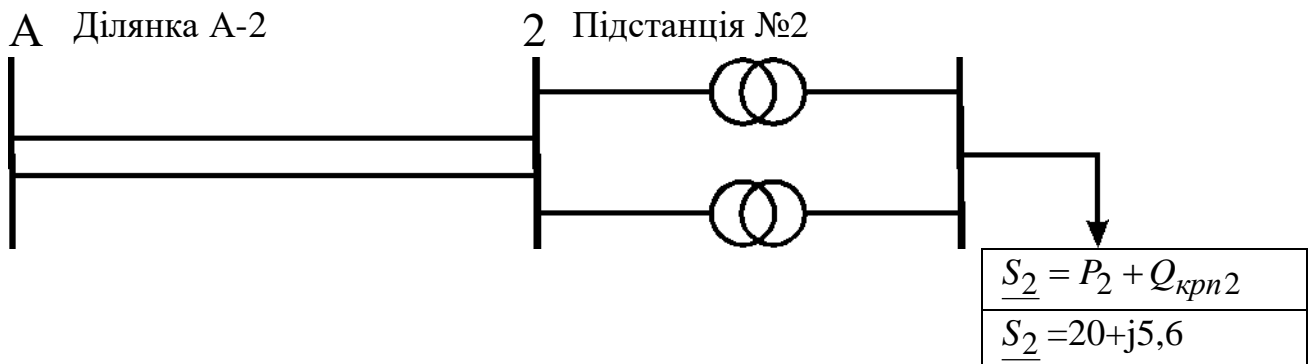 А Ділянка А-2 2 Підстанція №2
S2 = P2 + Qкрп2
S2 =20+j5,6